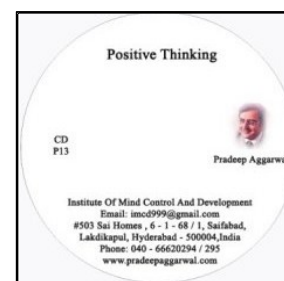 Positive Thinking
CD
P13
Pradeep Aggarwa
Institute Of Mind Control And Development
Email: imcd999@gmail.com
#503 Sai Homes , 6 - 1 - 68 / 1, Saifabad,
Lakdikapul, Hyderabad - 500004,India
Phone: 040 - 66620294 / 295
www.pradeepaggarwal.com